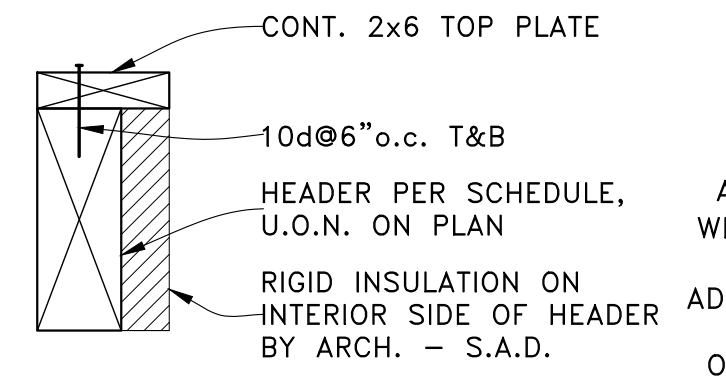 CONT. 2x6 TOP PLATE
10d@6”o.c. T&B
HEADER PER SCHEDULE,
U.O.N. ON PLAN
RIGID INSULATION ON
INTERIOR SIDE OF HEADER
BY ARCH. – S.A.D.